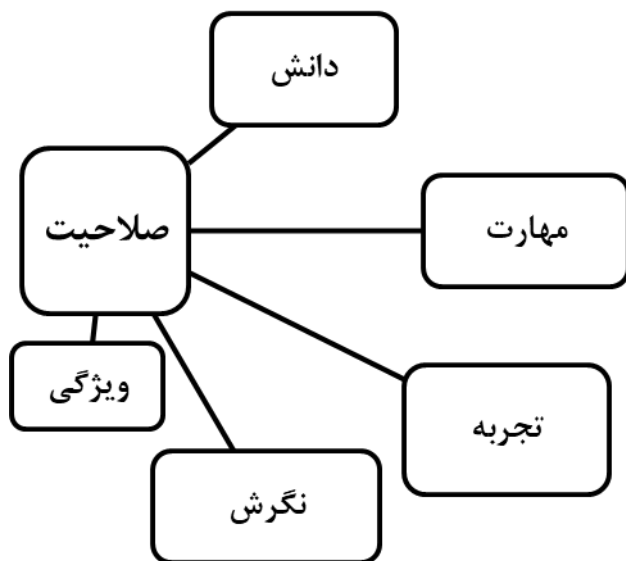 دانش
صلاحیت
مهارت
ویژگی
تجربه
نگرش